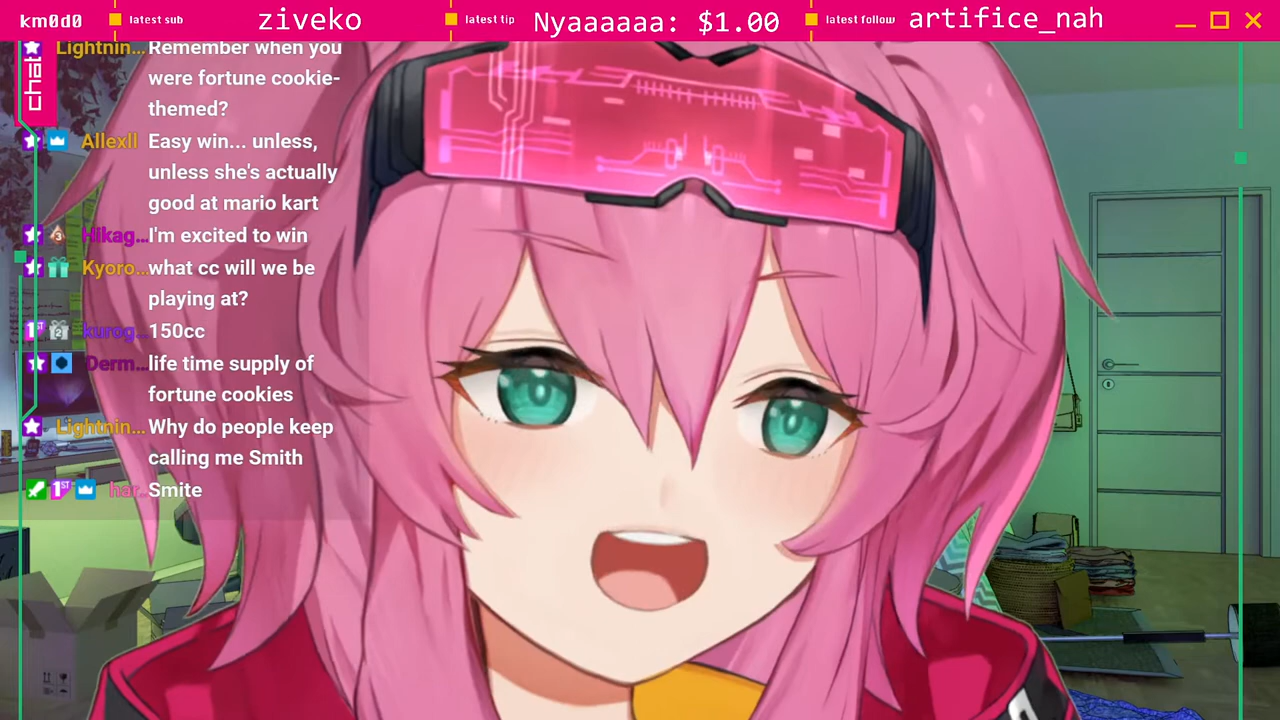 km0d0 latest sub ziveko latest tip Nyaaaaaa: $1.00 latest follow artifice_nah
chat
Lightnin... Remember when you
were fortune cookie-
themed?
Allexll Easy win... unless,
unless she's actually
good at mario kart
Hikag... I'm excited to win
Kyoro... what cc will we be
playing at?
kurog... 150cc
Derm... life time supply of
fortune cookies
Lightnin... Why do people keep
calling me Smith
har... Smite